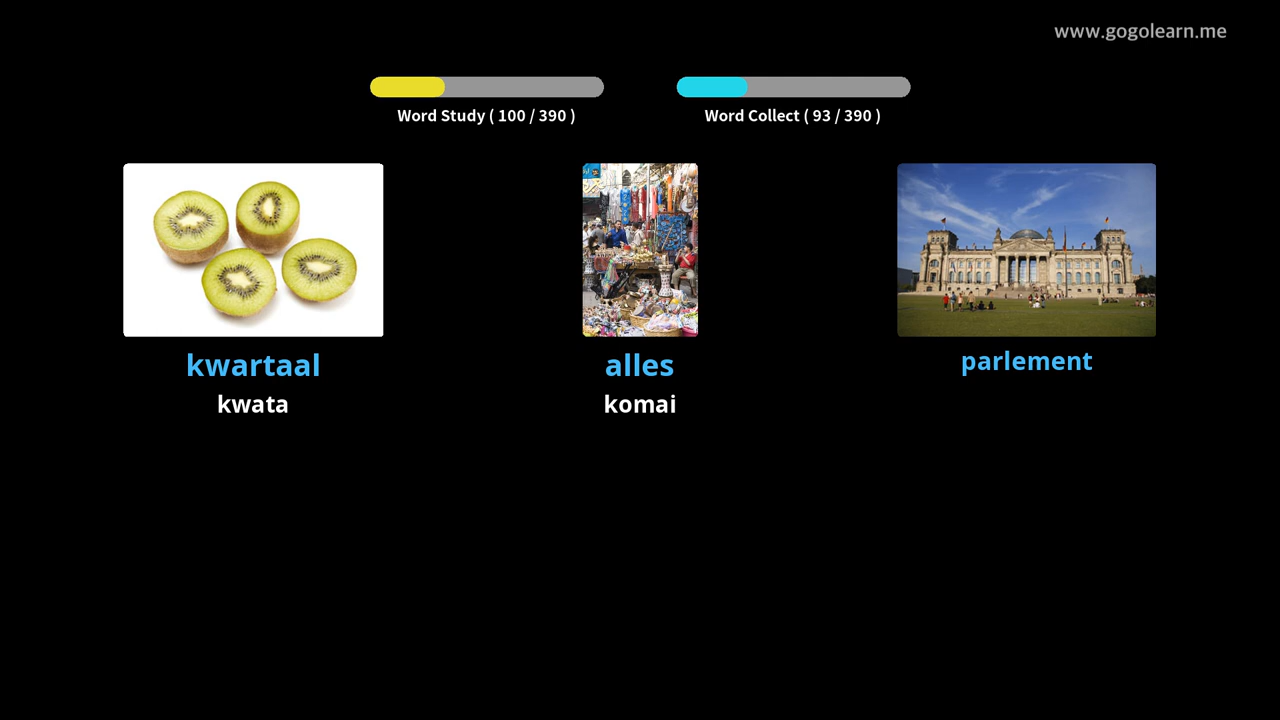 www.gogolearn.me
Word Study ( 100 / 390 )
Word Collect ( 93 / 390 )
kwartaal
kwata
alles
komai
parlement